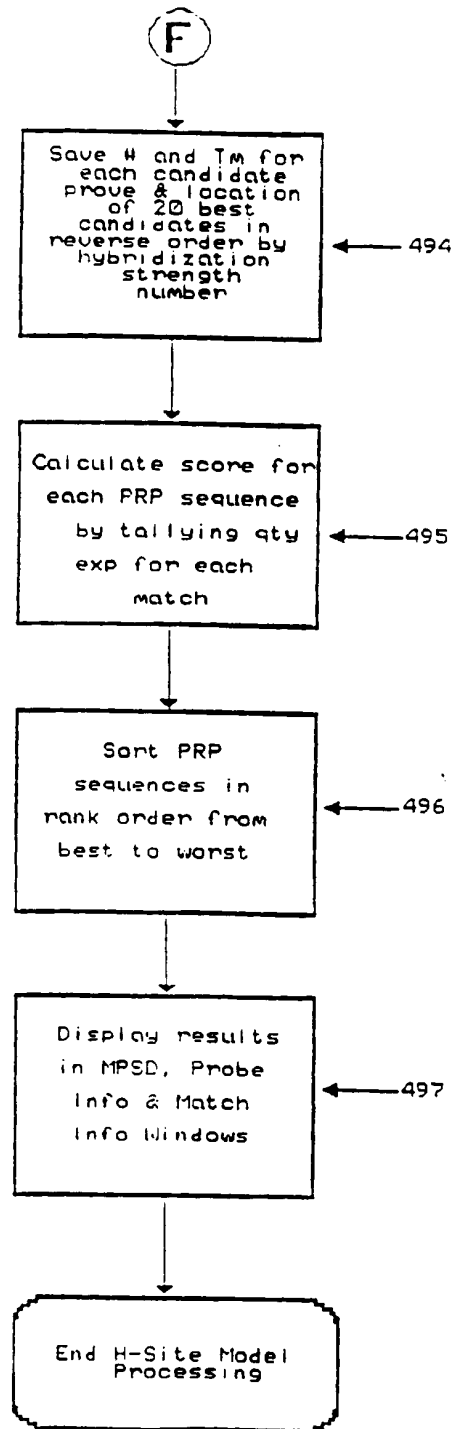 F
Save H and Tm for
each candidate
prove & location
of 20 best
candidates in
reverse order by
hybridization
strength
number
494
Calculate score for
each PRP sequence
by tallying qty
exp for each
match
495
Sort PRP
sequences in
rank order from
best to worst
496
Display results
in MPSD, Probe
Info & Match
Info Windows
497
End H-Site Model
Processing